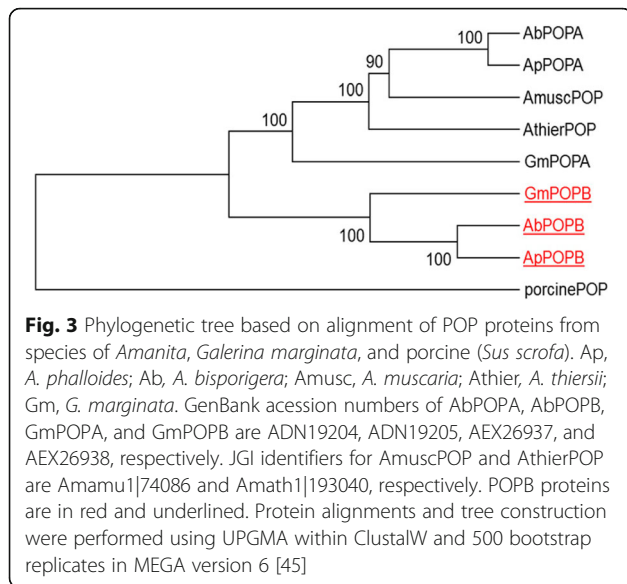 AbPOPA
100
ApPOPA
90
AmuscPOP
100
AthierPOP
100
GmPOPA
GmPOPB
AbPOPB
100
100
ApPOPB
porcinePOP
Fig. 3 Phylogenetic tree based on alignment of POP proteins from
species of Amanita, Galerina marginata, and porcine (Sus scrofa). Ap,
A. phalloides; Ab, A. bisporigera; Amusc, A. muscaria; Athier, A. thiersii;
Gm, G. marginata. GenBank acession numbers of AbPOPA, AbPOPB,
GmPOPA, and GmPOPB are ADN19204, ADN19205, AEX26937, and
AEX26938, respectively. JGI identifiers for AmuscPOP and AthierPOP
are Amamu1|74086 and Amath1|193040, respectively. POPB proteins
are in red and underlined. Protein alignments and tree construction
were performed using UPGMA within ClustalW and 500 bootstrap
replicates in MEGA version 6 [45]